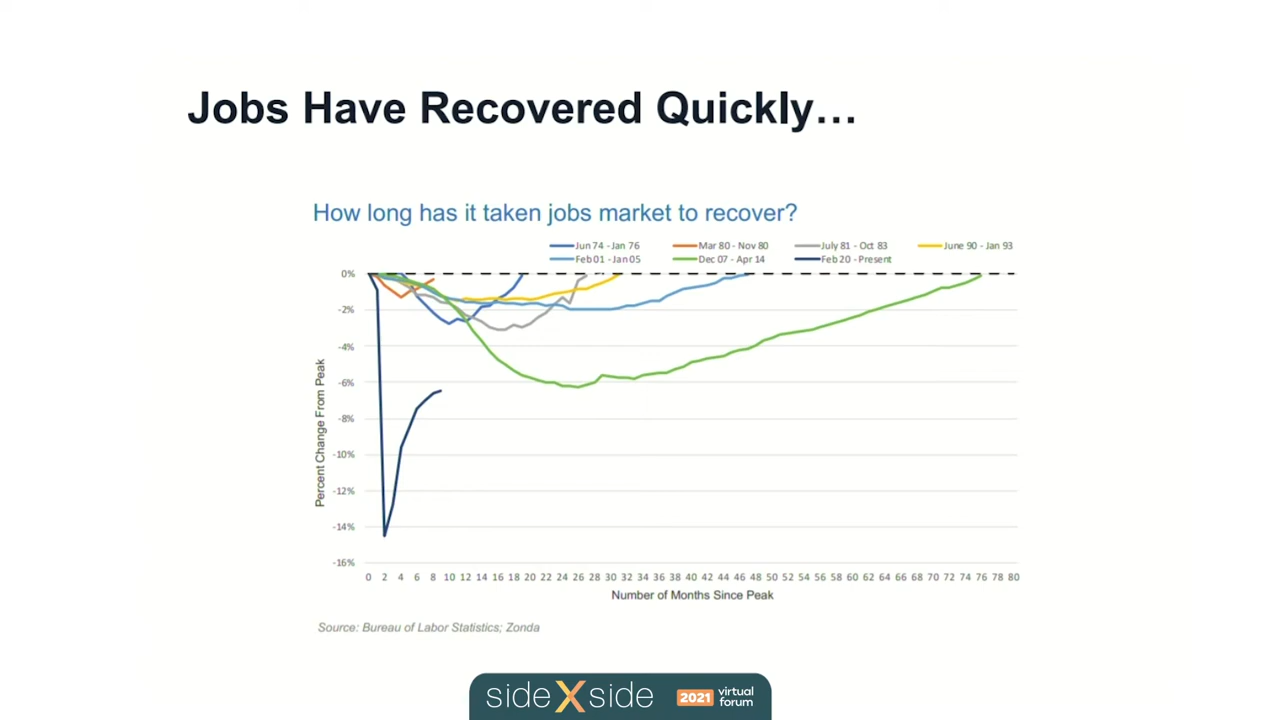 Jobs Have Recovered Quickly…
How long has it taken jobs market to recover?
Jun 74 - Jan 76 Mar 80 - Nov 80 July 81 - Oct 83 June 90 - Jan 93
Feb 01 - Jan 05 Dec 07 - Apr 14 Feb 20 - Present
0%
-2%
-4%
-6%
-8%
-10%
-12%
-14%
-16%
Percent Change From Peak
0 2 4 6 8 10 12 14 16 18 20 22 24 26 28 30 32 34 36 38 40 42 44 46 48 50 52 54 56 58 60 62 64 66 68 70 72 74 76 78 80
Number of Months Since Peak
Source: Bureau of Labor Statistics; Zonda
side X side 2021 virtual
forum